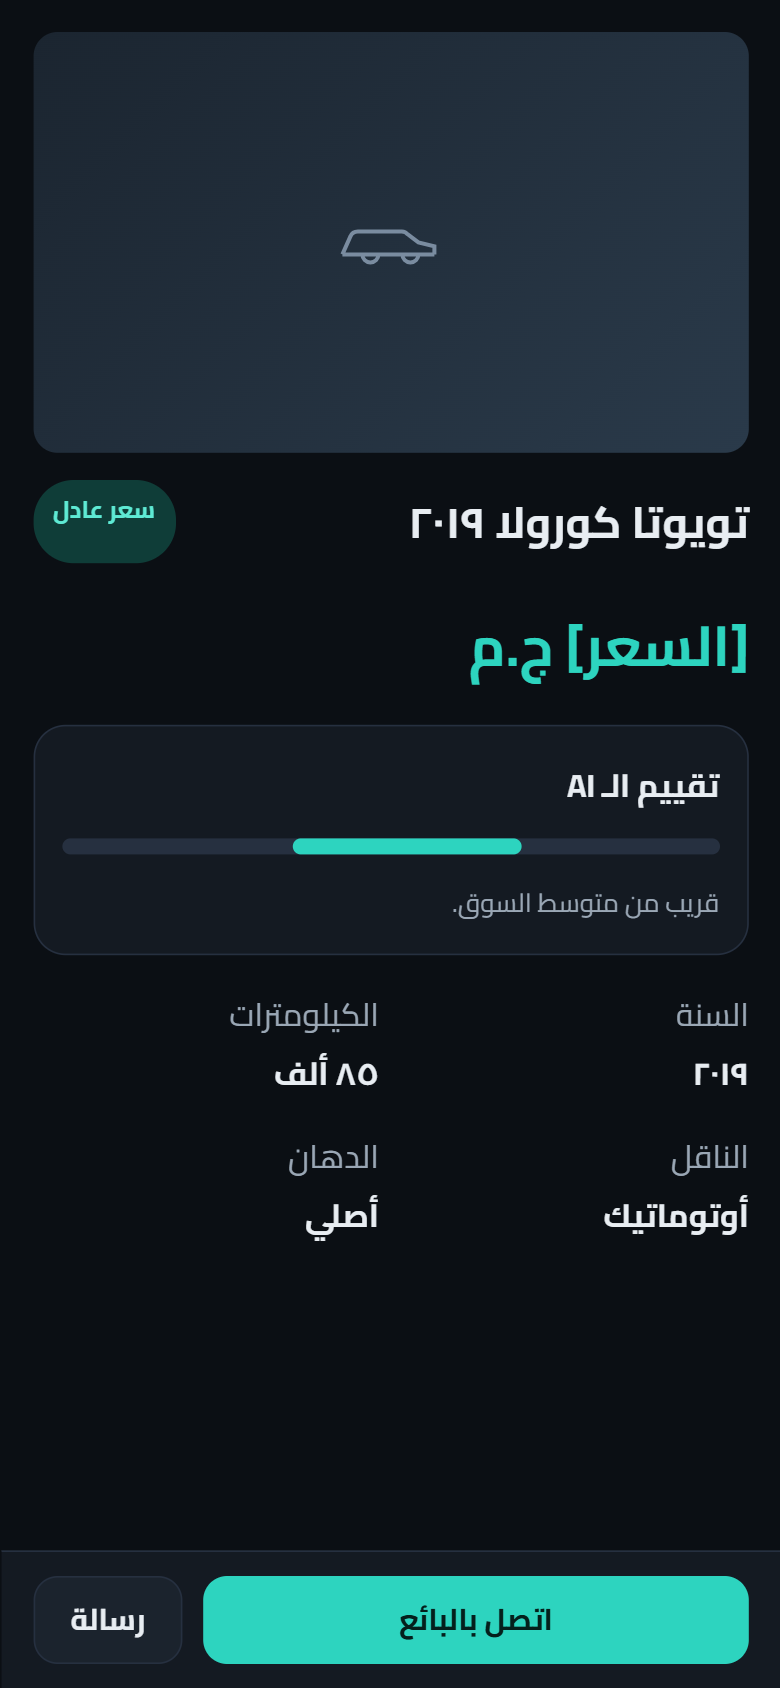 تويوتا كورولا ٢٠١٩
سعر عادل
[السعر] ج.م
تقييم الـ AI
قريب من متوسط السوق.
السنة
الكيلومترات
٢٠١٩
٨٥ ألف
الناقل
الدهان
أوتوماتيك
أصلي
اتصل بالبائع
رسالة